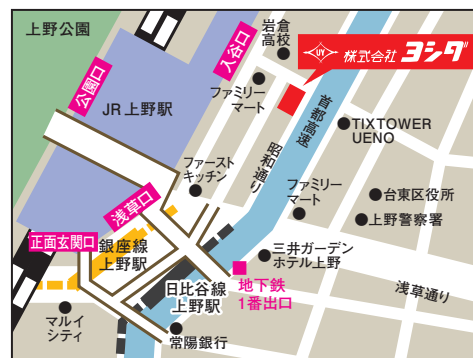 上野公園
岩倉
高校
入谷口
UY
株式会社 ヨシダ
公園口
JR上野駅
ファミリー
マート
首都高速
TIXTOWER
UENO
昭和通り
ファースト
キッチン
ファミリー
マート
台東区役所
上野警察署
浅草口
正面玄関口
銀座線
上野駅
三井ガーデン
ホテル上野
日比谷線
上野駅
地下鉄
1番出口
浅草通り
マルイ
シティ
常陽銀行